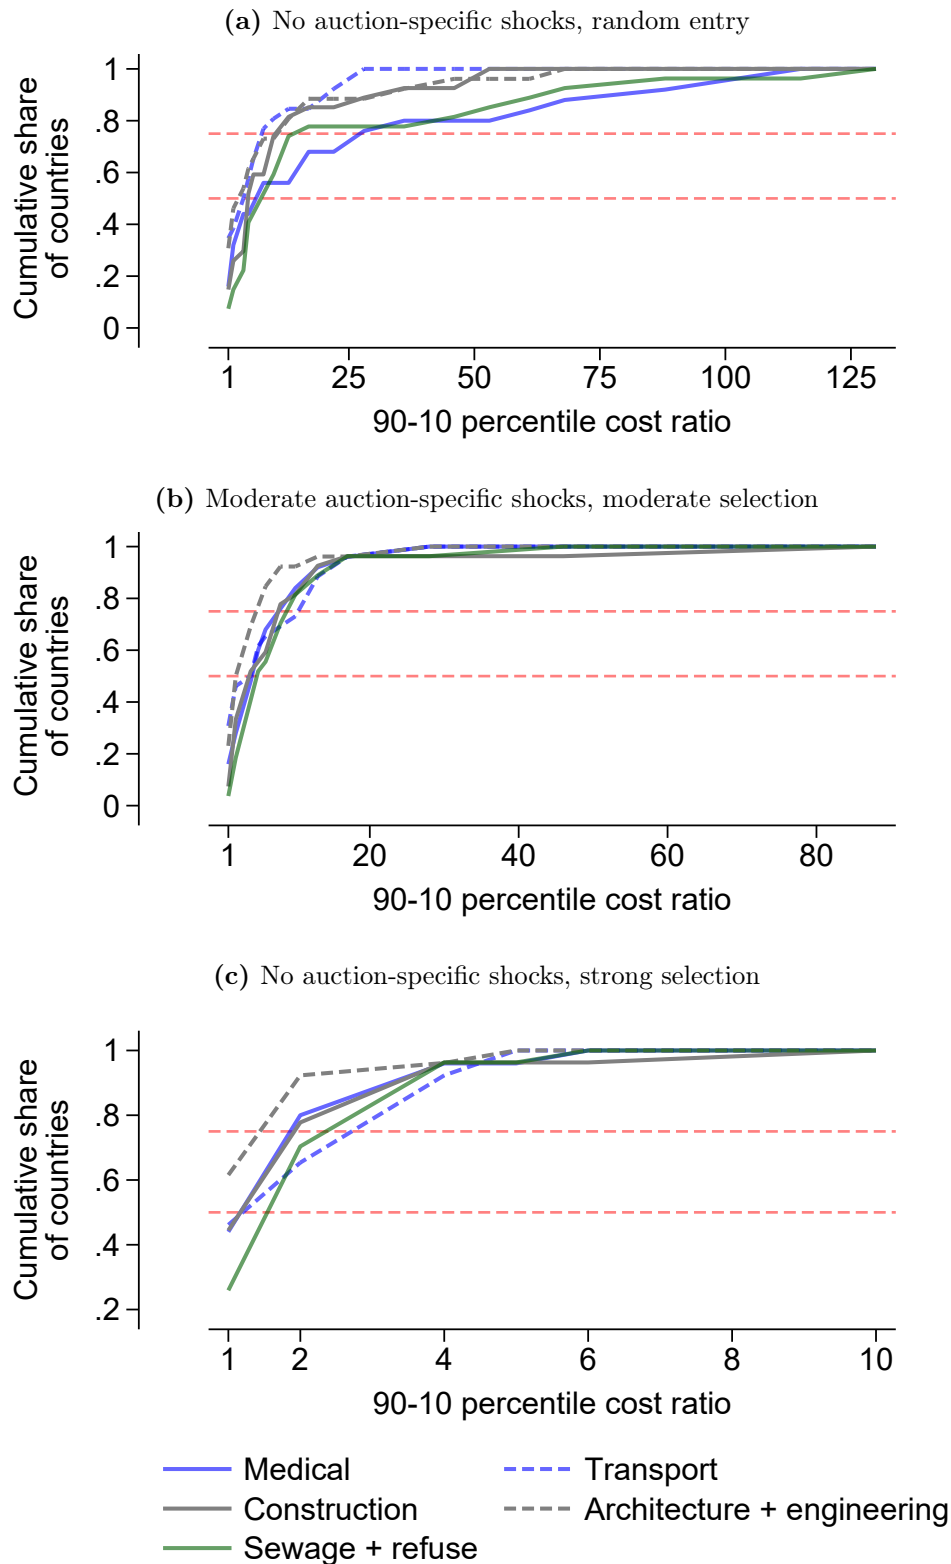 (a) No auction-specific shocks, random entry
Cumulative share
of countries
1
.8
.6
.4
.2
0
1 25 50 75 100 125
90-10 percentile cost ratio
(b) Moderate auction-specific shocks, moderate selection
Cumulative share
of countries
1
.8
.6
.4
.2
0
1 20 40 60 80
90-10 percentile cost ratio
(c) No auction-specific shocks, strong selection
Cumulative share
of countries
1
.8
.6
.4
.2
1 2 4 6 8 10
90-10 percentile cost ratio
Medical Transport
Construction Architecture + engineering
Sewage + refuse